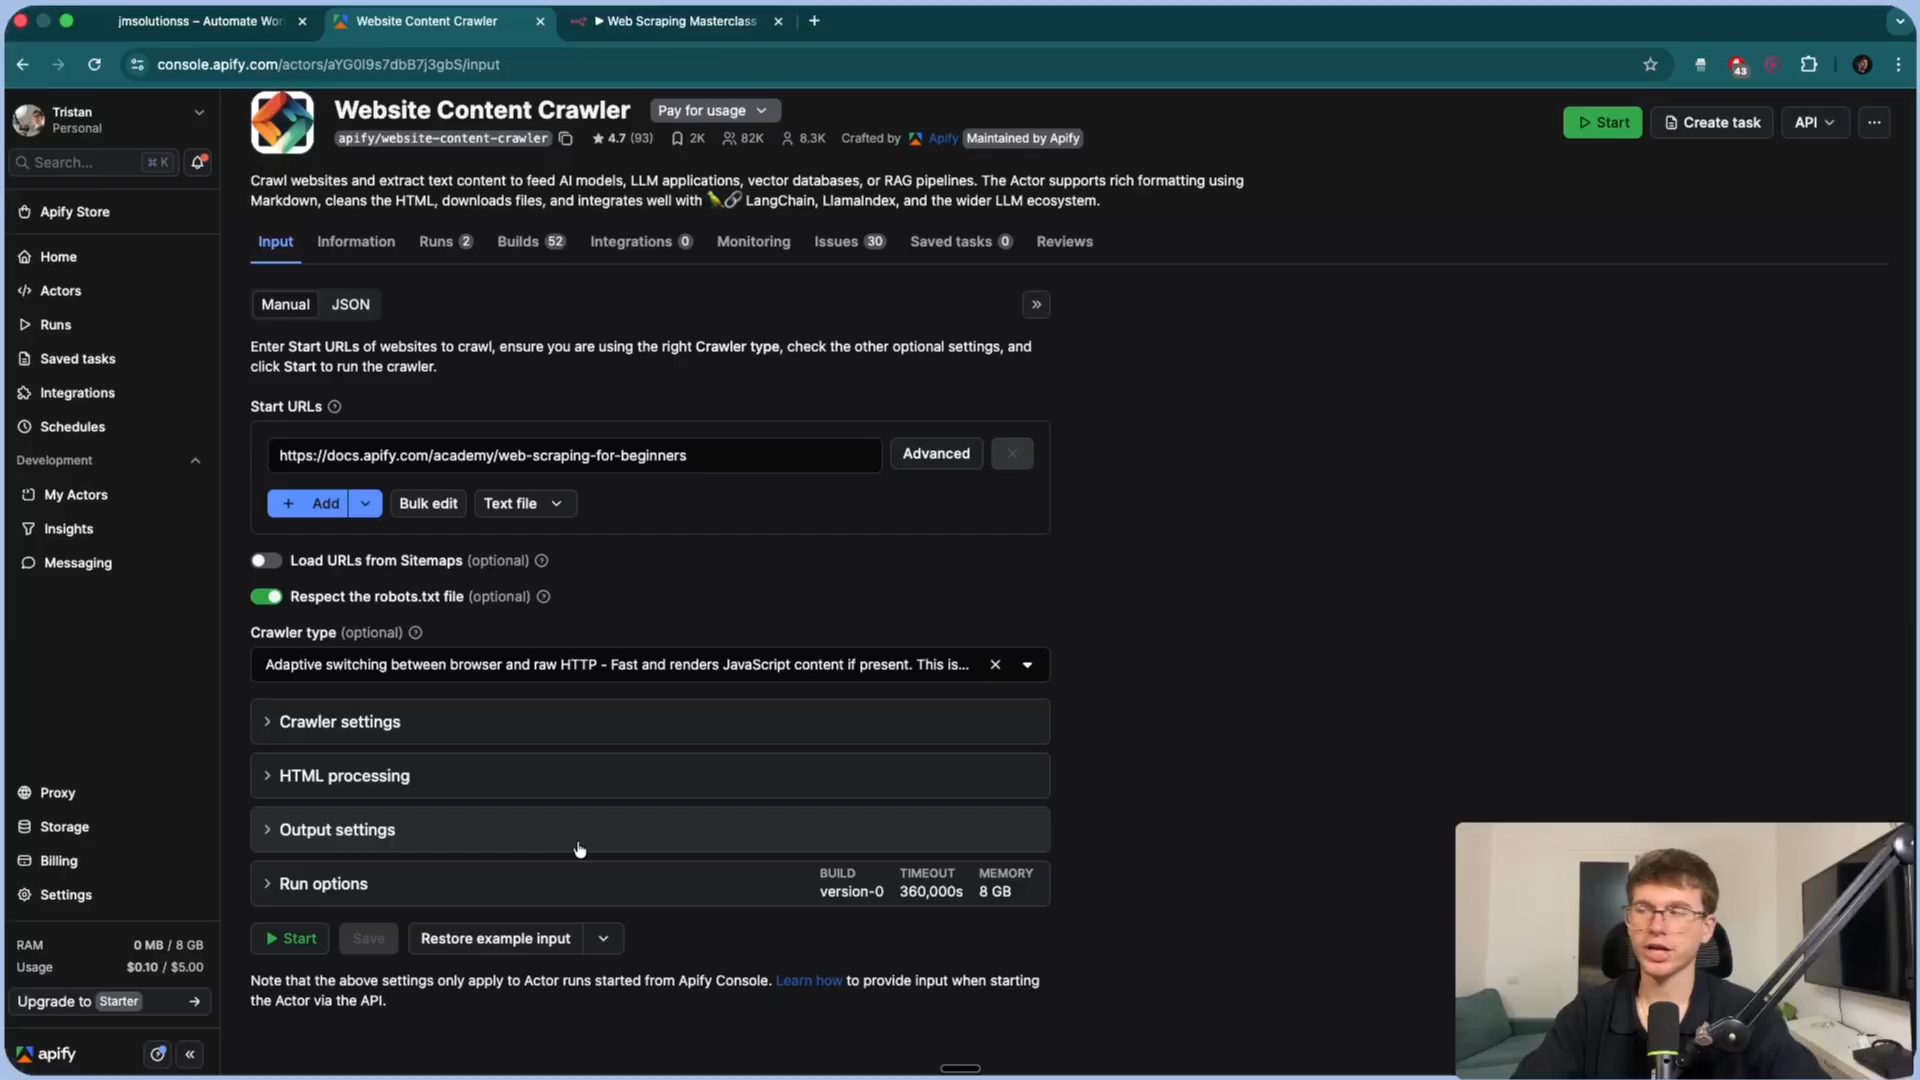 jmsolutionss – Automate Wor
Website Content Crawler
Web Scraping Masterclass
console.apify.com/actors/aYG0l9s7dbB7j3gbS/input
43
Tristan
Personal
Search...
⌘ K
Apify Store
Home
Actors
Runs
Saved tasks
Integrations
Schedules
Development
My Actors
Insights
Messaging
Proxy
Storage
Billing
Settings
RAM 0 MB / 8 GB
Usage $0.10 / $5.00
Upgrade to Starter
apify
Website Content Crawler
Pay for usage
apify/website-content-crawler
4.7 (93)
2K
82K
8.3K
Crafted by Apify
Maintained by Apify
Start
Create task
API
Crawl websites and extract text content to feed AI models, LLM applications, vector databases, or RAG pipelines. The Actor supports rich formatting using
Markdown, cleans the HTML, downloads files, and integrates well with 🦜🔗 LangChain, LlamaIndex, and the wider LLM ecosystem.
Input
Information
Runs 2
Builds 52
Integrations 0
Monitoring
Issues 30
Saved tasks 0
Reviews
Manual
JSON
Enter Start URLs of websites to crawl, ensure you are using the right Crawler type, check the other optional settings, and
click Start to run the crawler.
Start URLs
https://docs.apify.com/academy/web-scraping-for-beginners
Advanced
+ Add
Bulk edit
Text file
Load URLs from Sitemaps (optional)
Respect the robots.txt file (optional)
Crawler type (optional)
Adaptive switching between browser and raw HTTP - Fast and renders JavaScript content if present. This is...
Crawler settings
HTML processing
Output settings
Run options
BUILD
version-0
TIMEOUT
360,000s
MEMORY
8 GB
Start
Save
Restore example input
Note that the above settings only apply to Actor runs started from Apify Console. Learn how to provide input when starting
the Actor via the API.